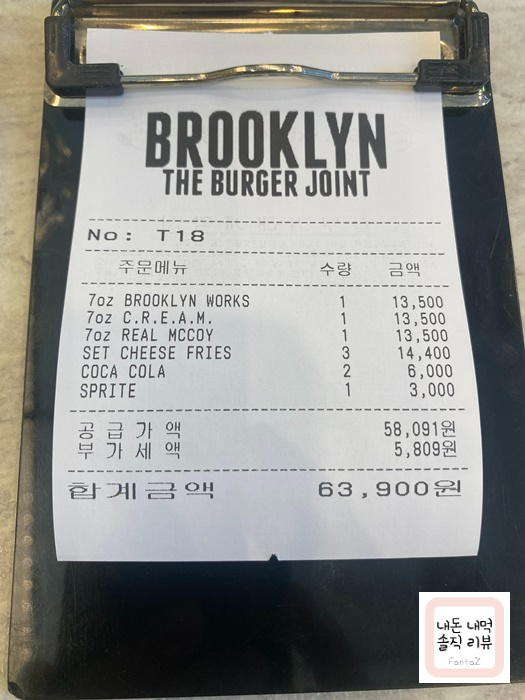 BROOKLYN
THE BURGER JOINT
No: T18
주문메뉴 수량 금액
7oz BROOKLYN WORKS 1 13,500
7oz C.R.E.A.M. 1 13,500
7oz REAL MCCOY 1 13,500
SET CHEESE FRIES 3 14,400
COCA COLA 2 6,000
SPRITE 1 3,000
공급가액 58,091원
부가세액 5,809원
합계금액 63,900원
내돈 내먹
솔직 리뷰
FantaZ